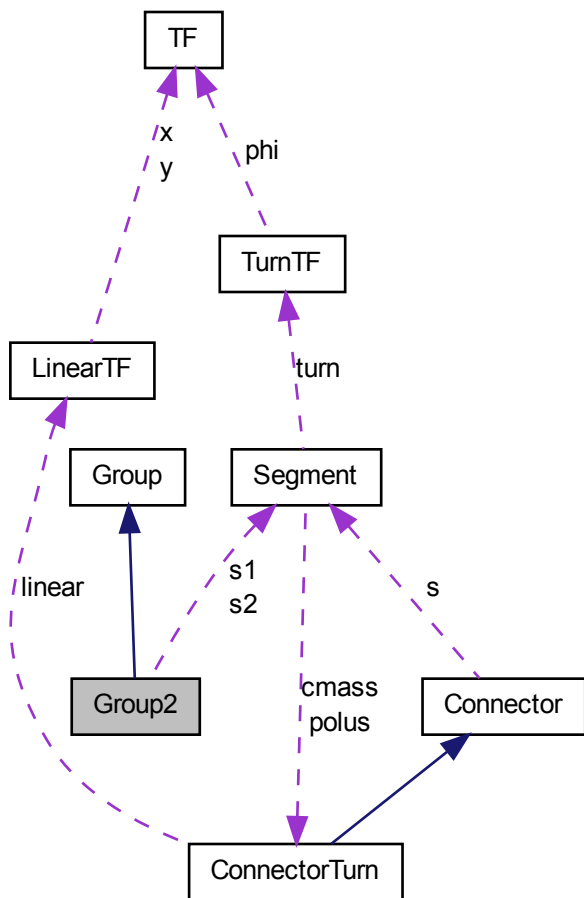 TF
x
y
phi
TurnTF
LinearTF
turn
Group
Segment
linear
s1
s2
s
Group2
cmass
polus
Connector
ConnectorTurn